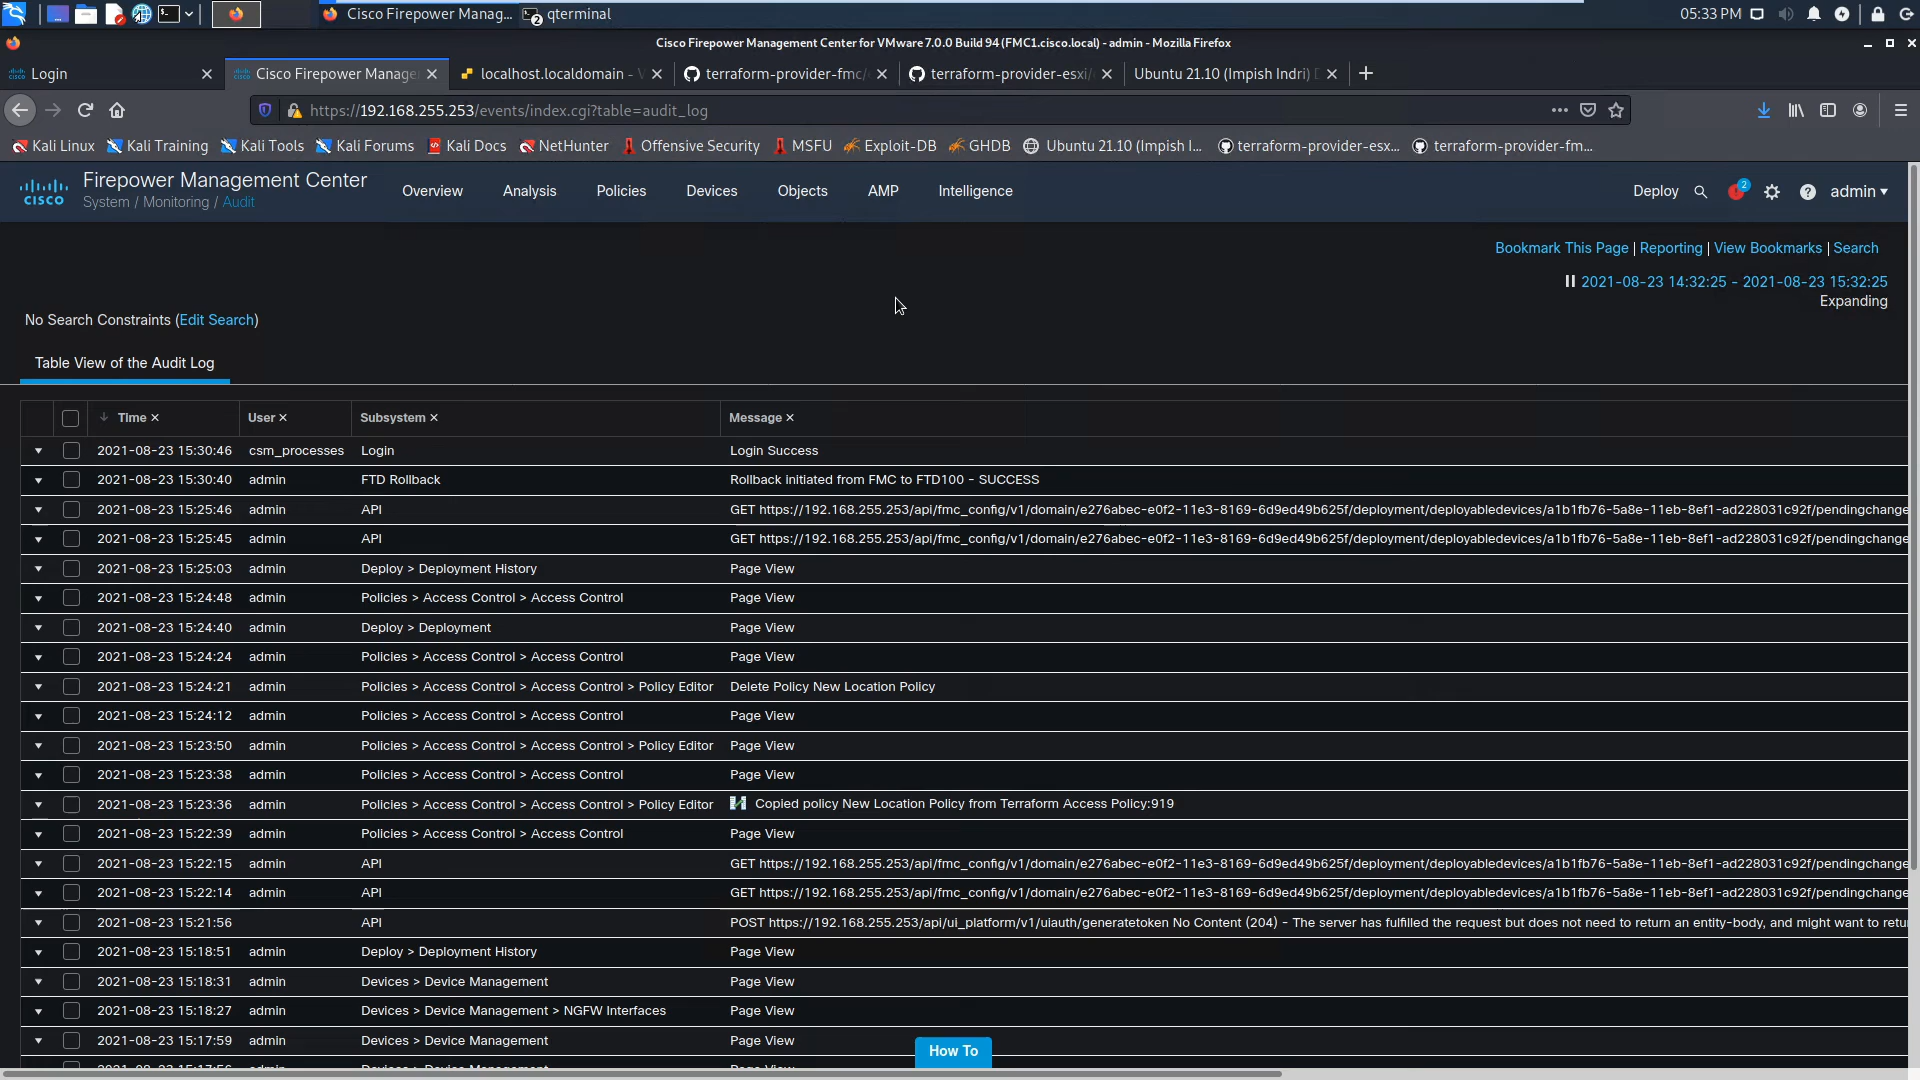 Cisco Firepower Manag... 2 qterminal 05:33 PM
Cisco Firepower Management Center for VMware 7.0.0 Build 94 (FMC1.cisco.local) - admin - Mozilla Firefox
Login Cisco Firepower Manage localhost.localdomain - terraform-provider-fmc/ terraform-provider-esxi/ Ubuntu 21.10 (Impish Indri)
https://192.168.255.253/events/index.cgi?table=audit_log
Kali Linux Kali Training Kali Tools Kali Forums Kali Docs NetHunter Offensive Security MSFU Exploit-DB GHDB Ubuntu 21.10 (Impish I... terraform-provider-esx... terraform-provider-fm...
cisco Firepower Management Center Overview Analysis Policies Devices Objects AMP Intelligence Deploy 2 admin
System / Monitoring / Audit
Bookmark This Page | Reporting | View Bookmarks | Search
2021-08-23 14:32:25 - 2021-08-23 15:32:25
Expanding
No Search Constraints (Edit Search)
Table View of the Audit Log
Time × User × Subsystem × Message ×
2021-08-23 15:30:46 csm_processes Login Login Success
2021-08-23 15:30:40 admin FTD Rollback Rollback initiated from FMC to FTD100 - SUCCESS
2021-08-23 15:25:46 admin API GET https://192.168.255.253/api/fmc_config/v1/domain/e276abec-e0f2-11e3-8169-6d9ed49b625f/deployment/deployabledevices/a1b1fb76-5a8e-11eb-8ef1-ad228031c92f/pendingchange
2021-08-23 15:25:45 admin API GET https://192.168.255.253/api/fmc_config/v1/domain/e276abec-e0f2-11e3-8169-6d9ed49b625f/deployment/deployabledevices/a1b1fb76-5a8e-11eb-8ef1-ad228031c92f/pendingchange
2021-08-23 15:25:03 admin Deploy > Deployment History Page View
2021-08-23 15:24:48 admin Policies > Access Control > Access Control Page View
2021-08-23 15:24:40 admin Deploy > Deployment Page View
2021-08-23 15:24:24 admin Policies > Access Control > Access Control Page View
2021-08-23 15:24:21 admin Policies > Access Control > Access Control > Policy Editor Delete Policy New Location Policy
2021-08-23 15:24:12 admin Policies > Access Control > Access Control Page View
2021-08-23 15:23:50 admin Policies > Access Control > Access Control > Policy Editor Page View
2021-08-23 15:23:38 admin Policies > Access Control > Access Control Page View
2021-08-23 15:23:36 admin Policies > Access Control > Access Control > Policy Editor Copied policy New Location Policy from Terraform Access Policy:919
2021-08-23 15:22:39 admin Policies > Access Control > Access Control Page View
2021-08-23 15:22:15 admin API GET https://192.168.255.253/api/fmc_config/v1/domain/e276abec-e0f2-11e3-8169-6d9ed49b625f/deployment/deployabledevices/a1b1fb76-5a8e-11eb-8ef1-ad228031c92f/pendingchange
2021-08-23 15:22:14 admin API GET https://192.168.255.253/api/fmc_config/v1/domain/e276abec-e0f2-11e3-8169-6d9ed49b625f/deployment/deployabledevices/a1b1fb76-5a8e-11eb-8ef1-ad228031c92f/pendingchange
2021-08-23 15:21:56 API POST https://192.168.255.253/api/ui_platform/v1/uiauth/generatetoken No Content (204) - The server has fulfilled the request but does not need to return an entity-body, and might want to retu
2021-08-23 15:18:51 admin Deploy > Deployment History Page View
2021-08-23 15:18:31 admin Devices > Device Management Page View
2021-08-23 15:18:27 admin Devices > Device Management > NGFW Interfaces Page View
2021-08-23 15:17:59 admin Devices > Device Management Page View
How To